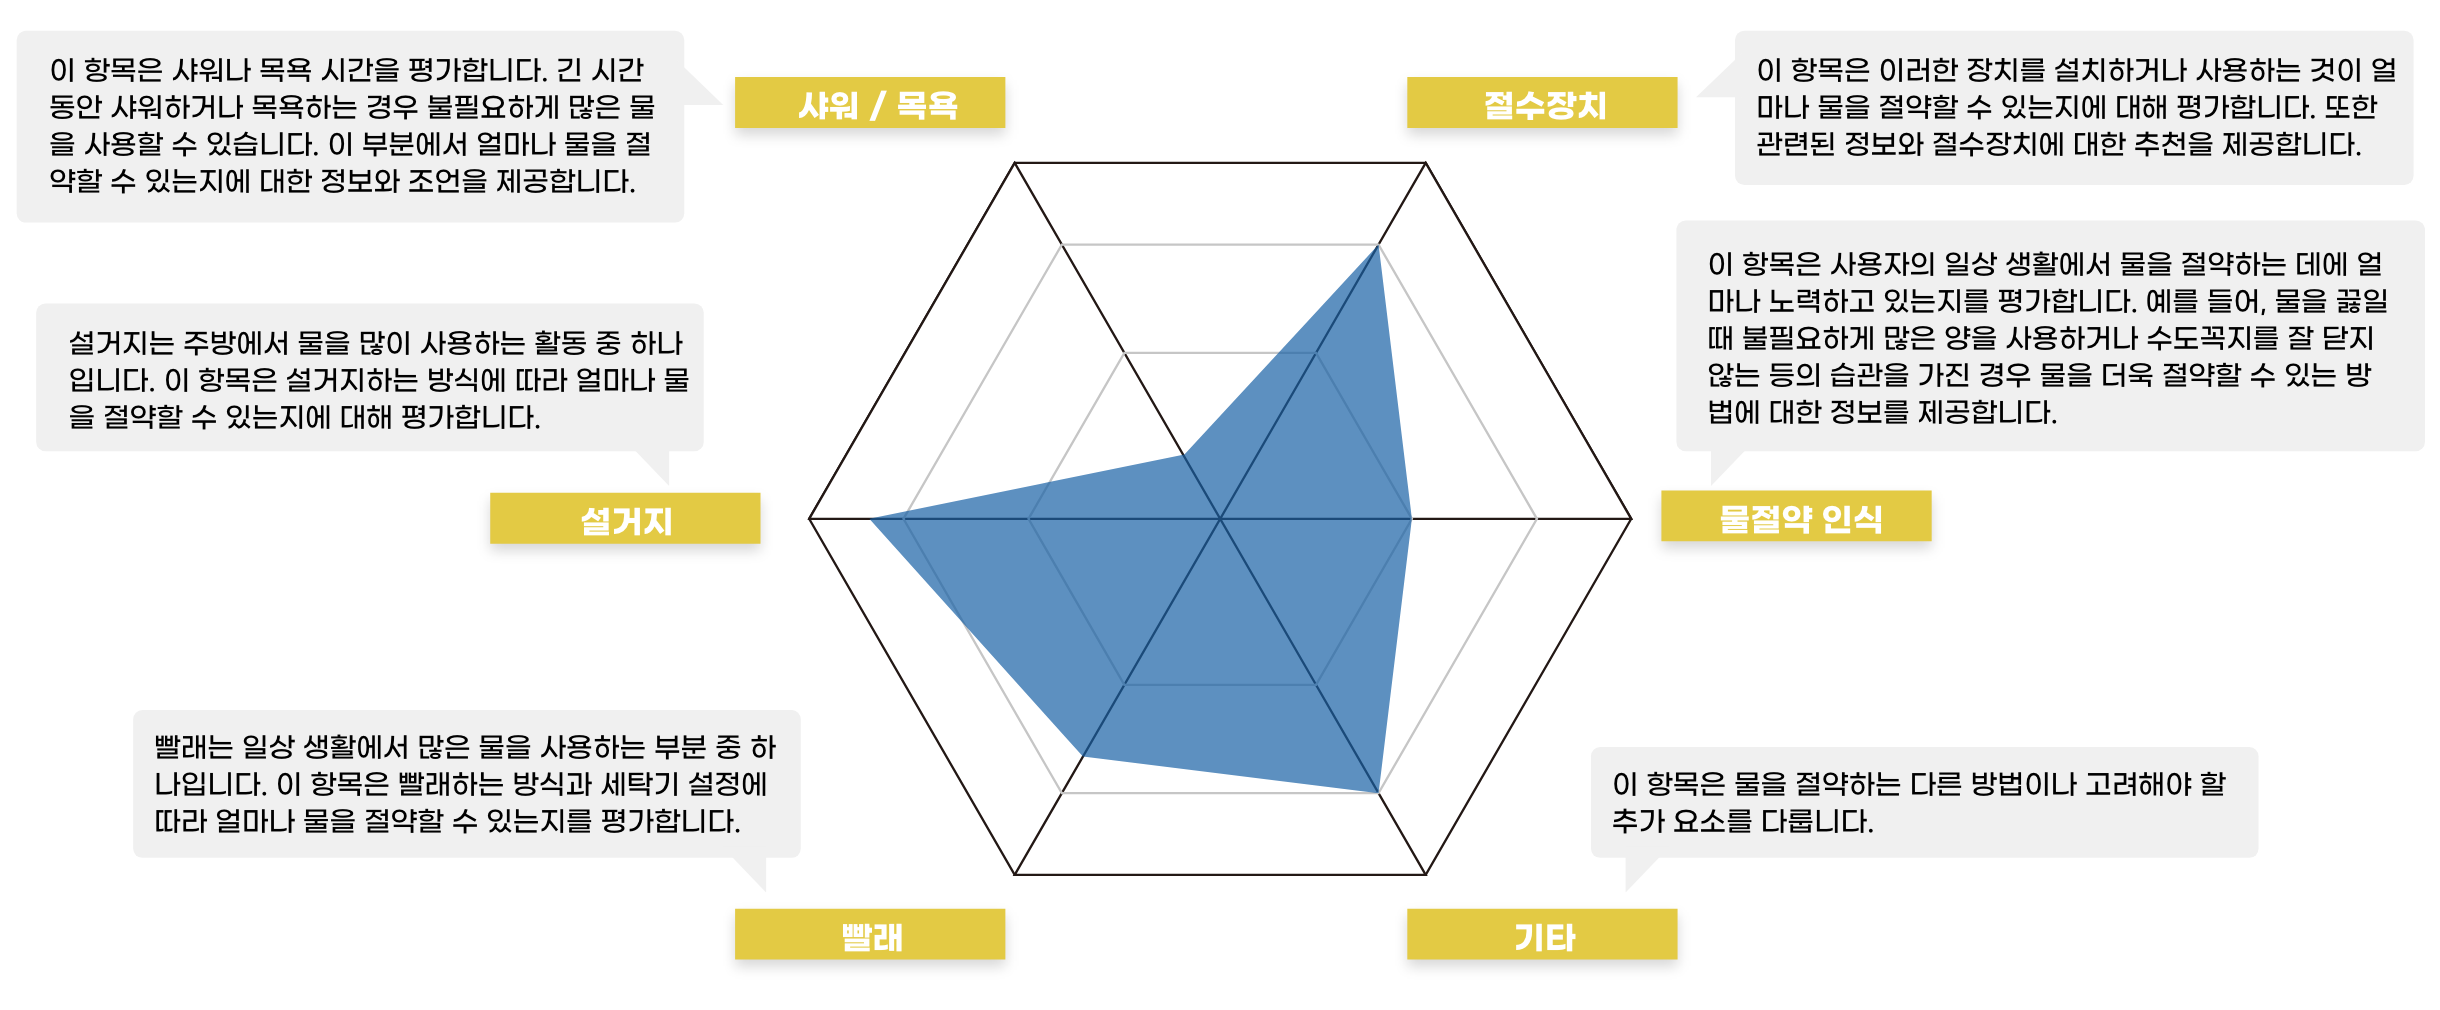 이 항목은 샤워나 목욕 시간을 평가합니다. 긴 시간
동안 샤워하거나 목욕하는 경우 불필요하게 많은 물
을 사용할 수 있습니다. 이 부분에서 얼마나 물을 절
약할 수 있는지에 대한 정보와 조언을 제공합니다.
샤워 / 목욕
절수장치
이 항목은 이러한 장치를 설치하거나 사용하는 것이 얼
마나 물을 절약할 수 있는지에 대해 평가합니다. 또한
관련된 정보와 절수장치에 대한 추천을 제공합니다.
설거지는 주방에서 물을 많이 사용하는 활동 중 하나
입니다. 이 항목은 설거지하는 방식에 따라 얼마나 물
을 절약할 수 있는지에 대해 평가합니다.
설거지
이 항목은 사용자의 일상 생활에서 물을 절약하는 데에 얼
마나 노력하고 있는지를 평가합니다. 예를 들어, 물을 끓일
때 불필요하게 많은 양을 사용하거나 수도꼭지를 잘 닫지
않는 등의 습관을 가진 경우 물을 더욱 절약할 수 있는 방
법에 대한 정보를 제공합니다.
물절약 인식
빨래는 일상 생활에서 많은 물을 사용하는 부분 중 하
나입니다. 이 항목은 빨래하는 방식과 세탁기 설정에
따라 얼마나 물을 절약할 수 있는지를 평가합니다.
빨래
이 항목은 물을 절약하는 다른 방법이나 고려해야 할
추가 요소를 다룹니다.
기타